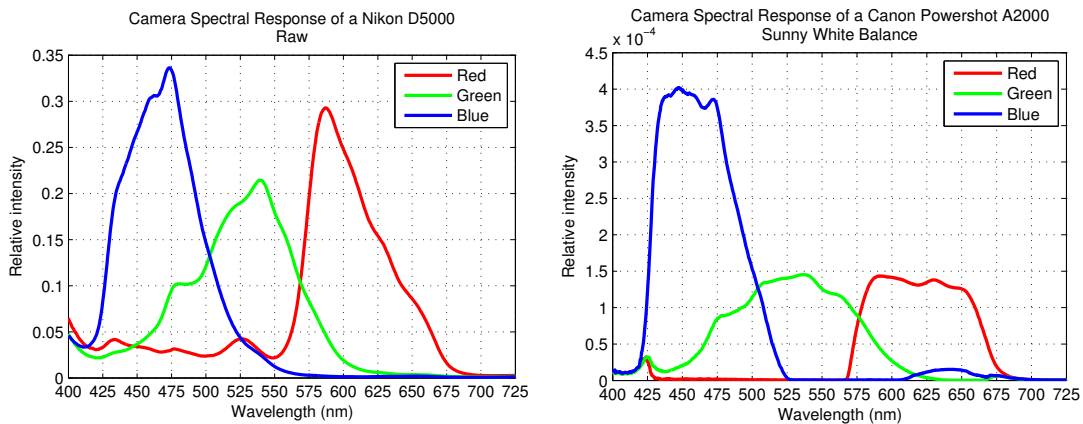 Camera Spectral Response of a Nikon D5000
Raw
0.35
0.3
0.25
0.2
0.15
0.1
0.05
0
Relative intensity
Red
Green
Blue
400 425 450 475 500 525 550 575 600 625 650 675 700 725
Wavelength (nm)
Camera Spectral Response of a Canon Powershot A2000
Sunny White Balance
x 10⁻⁴
4.5
4
3.5
3
2.5
2
1.5
1
0.5
0
Relative intensity
Red
Green
Blue
400 425 450 475 500 525 550 575 600 625 650 675 700 725
Wavelength (nm)